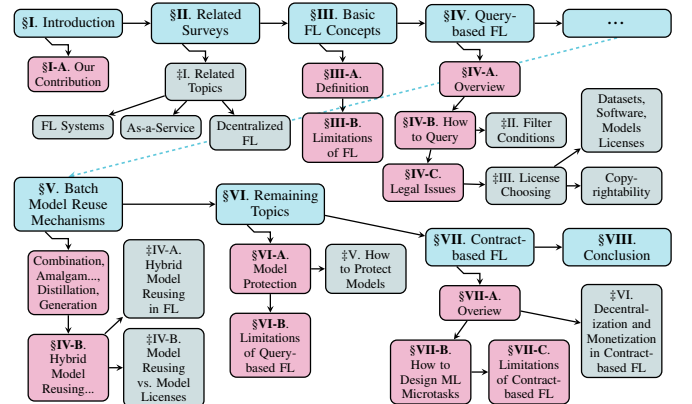 §I. Introduction
§II. Related
Surveys
§III. Basic
FL Concepts
§IV. Query-
based FL
...
§I-A. Our
Contribution
‡I. Related
Topics
FL Systems
As-a-Service
Dcentralized
FL
§III-A.
Definition
§III-B.
Limitations
of FL
§IV-A.
Overview
§IV-B. How
to Query
‡II. Filter
Conditions
§IV-C.
Legal Issues
‡III. License
Choosing
Datasets,
Software,
Models
Licenses
Copy-
rightability
§V. Batch
Model Reuse
Mechanisms
§VI. Remaining
Topics
§VII. Contract-
based FL
§VIII.
Conclusion
Combination,
Amalgam...,
Distillation,
Generation
‡IV-A.
Hybrid
Model
Reusing
in FL
§IV-B.
Hybrid
Model
Reusing...
‡IV-B.
Model
Reusing
vs. Model
Licenses
§VI-A.
Model
Protection
‡V. How
to Protect
Models
§VI-B.
Limitations
of Query-
based FL
§VII-A.
Overiew
‡VI.
Decentral-
ization and
Monetization
in Contract-
based FL
§VII-B.
How to
Design ML
Microtasks
§VII-C.
Limitations
of Contract-
based FL